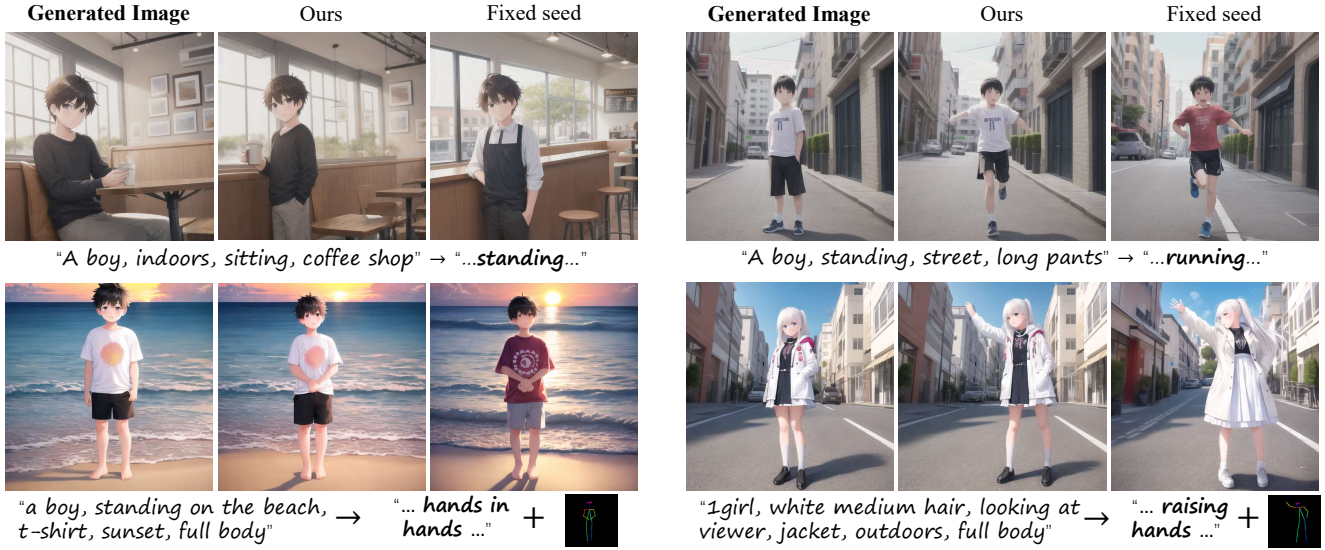 Generated Image Ours Fixed seed
Generated Image Ours Fixed seed
“A boy, indoors, sitting, coffee shop” → “...standing...”
“A boy, standing, street, long pants” → “...running...”
“a boy, standing on the beach,
t-shirt, sunset, full body”
→
“... hands in
hands ...”
+
“1girl, white medium hair, looking at
viewer, jacket, outdoors, full body”
→
“... raising
hands ...”
+